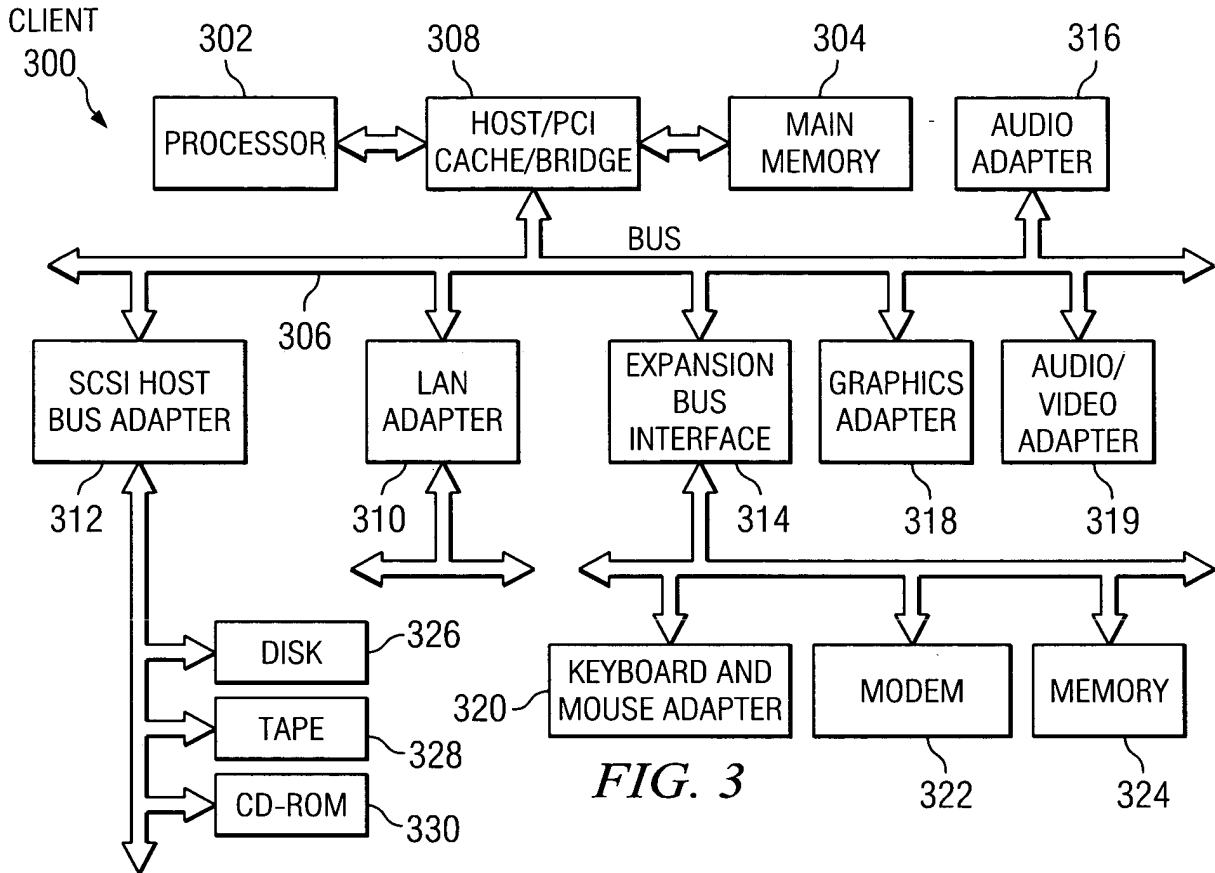 CLIENT
300
302
308
304
316
PROCESSOR
HOST/PCI
CACHE/BRIDGE
MAIN
MEMORY
AUDIO
ADAPTER
BUS
306
SCSI HOST
BUS ADAPTER
LAN
ADAPTER
EXPANSION
BUS
INTERFACE
GRAPHICS
ADAPTER
AUDIO/
VIDEO
ADAPTER
312
310
314
318
319
DISK
326
TAPE
328
CD-ROM
330
320
KEYBOARD AND
MOUSE ADAPTER
MODEM
MEMORY
322
324
FIG. 3